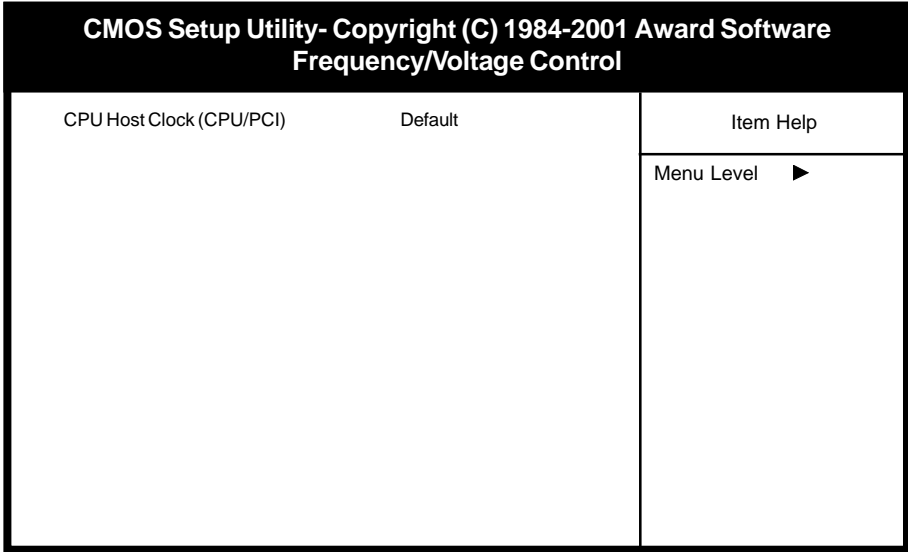 CMOS Setup Utility- Copyright (C) 1984-2001 Award Software
Frequency/Voltage Control
CPU Host Clock (CPU/PCI) Default
Item Help
Menu Level ►